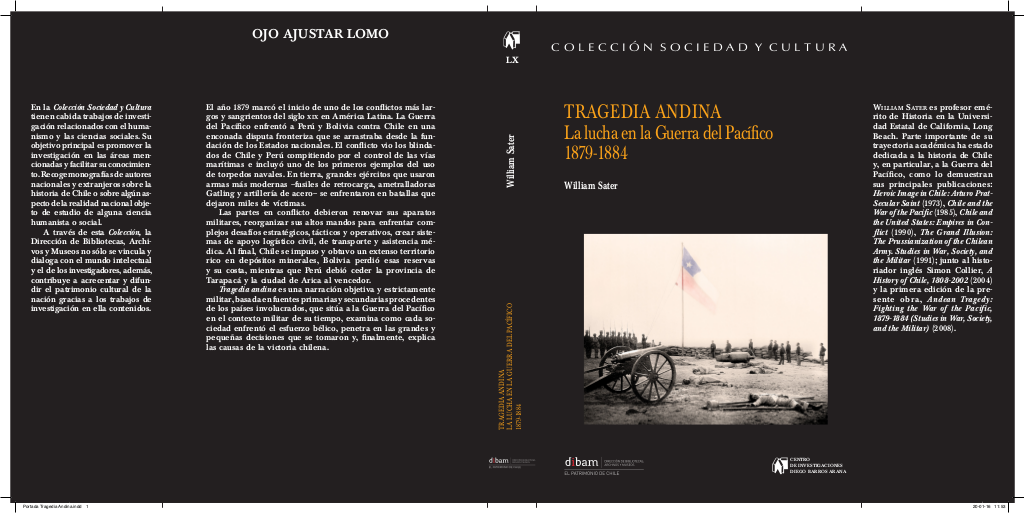 En la Colección Sociedad y Cultura
tienen cabida trabajos de investi-
gación relacionados con el huma-
nismo y las ciencias sociales. Su
objetivo principal es promover la
investigación en las áreas men-
cionadas y facilitar su conocimien-
to. Recoge monografías de autores
nacionales y extranjeros sobre la
historia de Chile o sobre algún as-
pecto de la realidad nacional obje-
to de estudio de alguna ciencia
humanista o social.
A través de esta Colección, la
Dirección de Bibliotecas, Archi-
vos y Museos no sólo se vincula y
dialoga con el mundo intelectual
y el de los investigadores, además,
contribuye a acrecentar y difun-
dir el patrimonio cultural de la
nación gracias a los trabajos de
investigación en ella contenidos.
OJO AJUSTAR LOMO
El año 1879 marcó el inicio de uno de los conflictos más lar-
gos y sangrientos del siglo XIX en América Latina. La Guerra
del Pacífico enfrentó a Perú y Bolivia contra Chile en una
enconada disputa fronteriza que se arrastraba desde la fun-
dación de los Estados nacionales. El conflicto vio los blinda-
dos de Chile y Perú compitiendo por el control de las vías
marítimas e incluyó uno de los primeros ejemplos del uso
de torpedos navales. En tierra, grandes ejércitos que usaron
armas más modernas –fusiles de retrocarga, ametralladoras
Gatling y artillería de acero– se enfrentaron en batallas que
dejaron miles de víctimas.
Las partes en conflicto debieron renovar sus aparatos
militares, reorganizar sus altos mandos para enfrentar com-
plejos desafíos estratégicos, tácticos y operativos, crear siste-
mas de apoyo logístico civil, de transporte y asistencia mé-
dica. Al final, Chile se impuso y obtuvo un extenso territorio
rico en depósitos minerales, Bolivia perdió esas reservas
y su costa, mientras que Perú debió ceder la provincia de
Tarapacá y la ciudad de Arica al vencedor.
Tragedia andina es una narración objetiva y estrictamente
militar, basada en fuentes primarias y secundarias procedentes
de los países involucrados, que sitúa a la Guerra del Pacífico
en el contexto militar de su tiempo, examina como cada so-
ciedad enfrentó el esfuerzo bélico, penetra en las grandes y
pequeñas decisiones que se tomaron y, finalmente, explica
las causas de la victoria chilena.
LX
William Sater
TRAGEDIA ANDINA
LA LUCHA EN LA GUERRA DEL PACÍFICO
1879-1884
dibam
COLECCIÓN SOCIEDAD Y CULTURA
TRAGEDIA ANDINA
La lucha en la Guerra del Pacífico
1879-1884
William Sater
dibam
EL PATRIMONIO DE CHILE
CENTRO
DE INVESTIGACIONES
DIEGO BARROS ARANA
WILLIAM SATER es profesor emé-
rito de Historia en la Universi-
dad Estatal de California, Long
Beach. Parte importante de su
trayectoria académica ha estado
dedicada a la historia de Chile
y, en particular, a la Guerra del
Pacífico, como lo demuestran
sus principales publicaciones:
Heroic Image in Chile: Arturo Prat-
Secular Saint (1973), Chile and the
War of the Pacific (1985), Chile and
the United States: Empires in Con-
flict (1990), The Grand Illusion:
The Prussianization of the Chilean
Army. Studies in War, Society, and
the Militar (1991); junto al histo-
riador inglés Simon Collier, A
History of Chile, 1808-2002 (2004)
y la primera edición de la pre-
sente obra, Andean Tragedy:
Fighting the War of the Pacific,
1879-1884 (Studies in War, Society,
and the Military) (2008).
Portada Tragedia Andina.indd 1
20-01-16 11:53